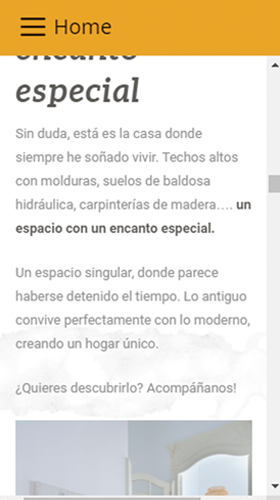 Home
encanto
especial
Sin duda, está es la casa donde
siempre he soñado vivir. Techos altos
con molduras, suelos de baldosa
hidráulica, carpinterías de madera…. un
espacio con un encanto especial.
Un espacio singular, donde parece
haberse detenido el tiempo. Lo antiguo
convive perfectamente con lo moderno,
creando un hogar único.
¿Quieres descubrirlo? Acompáñanos!